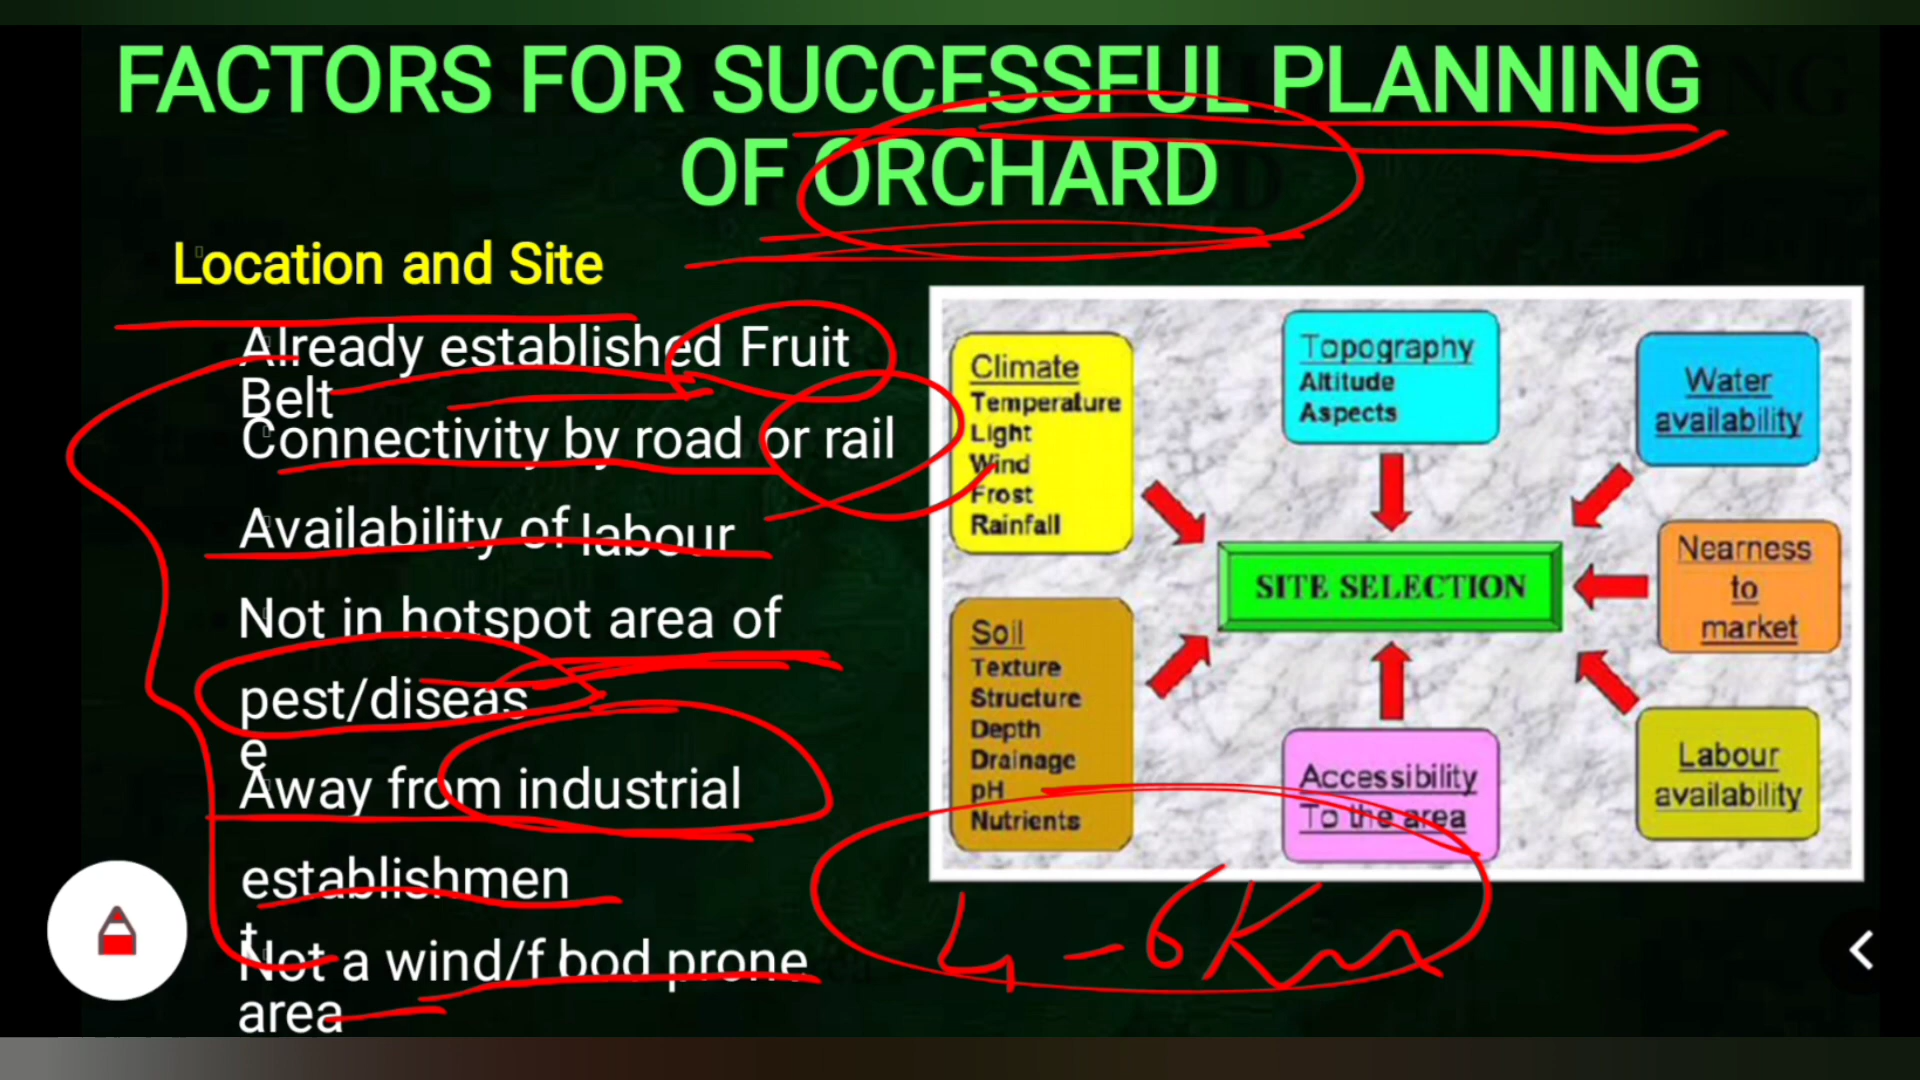 FACTORS FOR SUCCESSFUL PLANNING
OF ORCHARD
Location and Site
Already established Fruit
Belt
Connectivity by road or rail
Availability of labour
Not in hotspot area of
pest/diseas
e
Away from industrial
establishmen
t
Not a wind/f bod prone
area
Climate
Temperature
Light
Wind
Frost
Rainfall
Topography
Altitude
Aspects
Water
availability
SITE SELECTION
Nearness
to
market
Soil
Texture
Structure
Depth
Drainage
pH
Nutrients
Accessibility
To the area
Labour
availability
4-6 Km